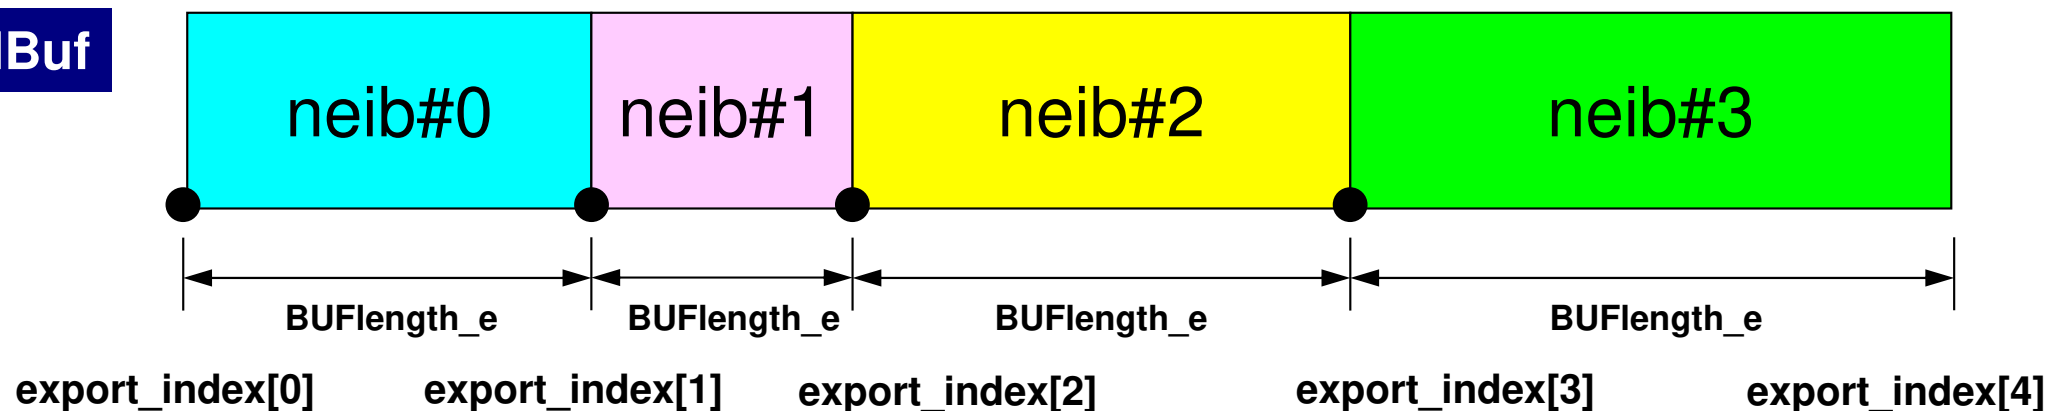 Buf
neib#0 neib#1 neib#2 neib#3
BUFlength_e BUFlength_e BUFlength_e BUFlength_e
export_index[0] export_index[1] export_index[2] export_index[3] export_index[4]